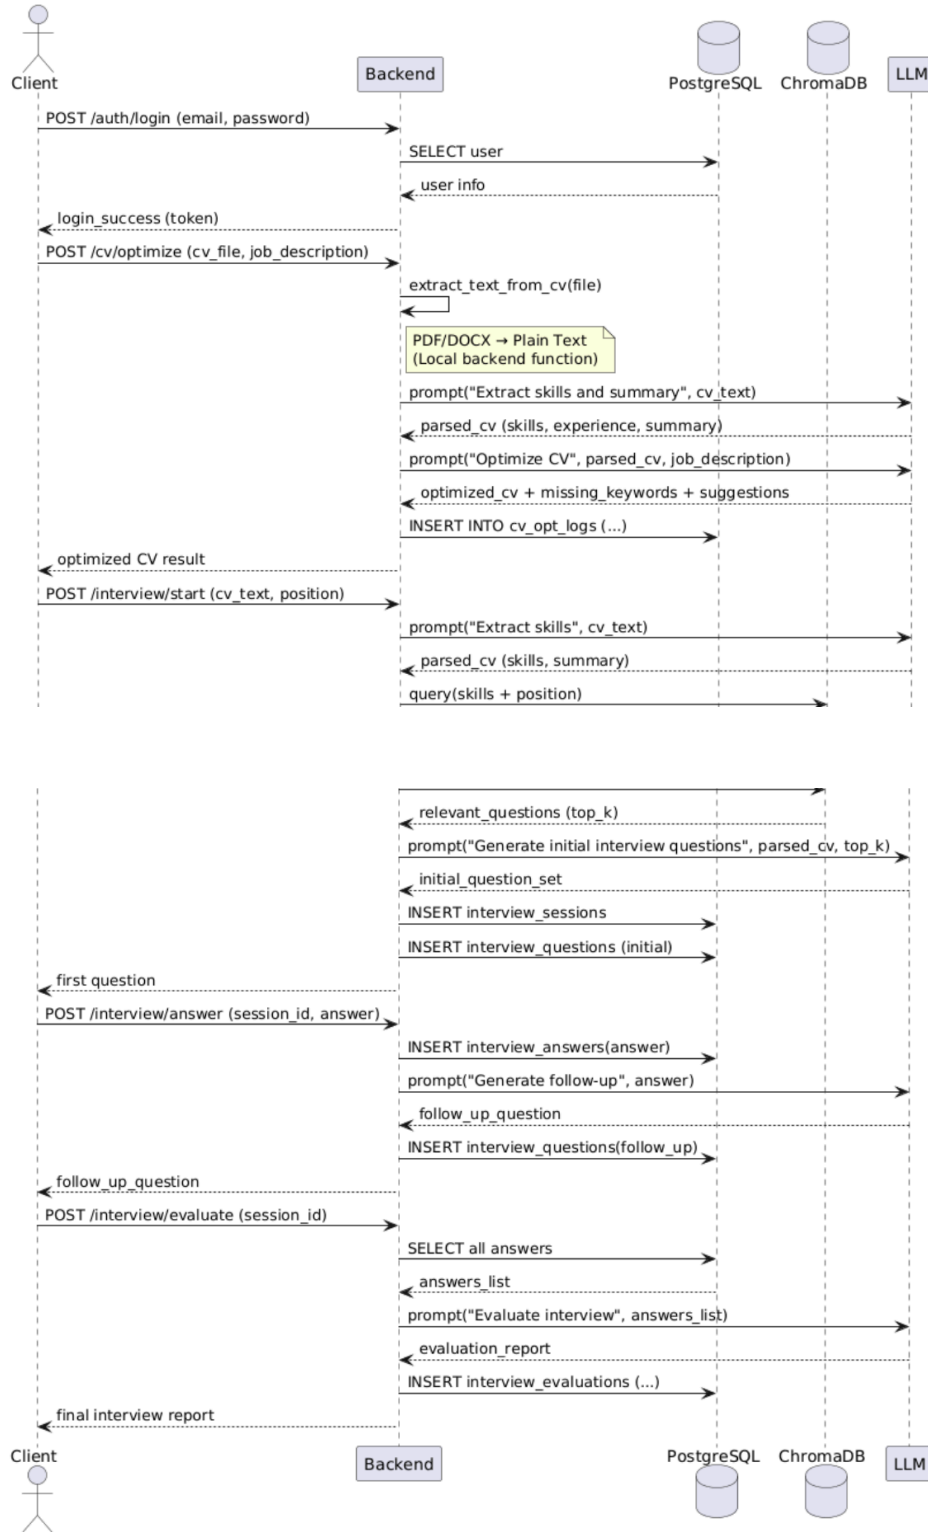 Client
Backend
PostgreSQL
ChromaDB
LLM
POST /auth/login (email, password)
SELECT user
user info
login_success (token)
POST /cv/optimize (cv_file, job_description)
extract_text_from_cv(file)
PDF/DOCX → Plain Text
(Local backend function)
prompt("Extract skills and summary", cv_text)
parsed_cv (skills, experience, summary)
prompt("Optimize CV", parsed_cv, job_description)
optimized_cv + missing_keywords + suggestions
INSERT INTO cv_opt_logs (...)
optimized CV result
POST /interview/start (cv_text, position)
prompt("Extract skills", cv_text)
parsed_cv (skills, summary)
query(skills + position)
relevant_questions (top_k)
prompt("Generate initial interview questions", parsed_cv, top_k)
initial_question_set
INSERT interview_sessions
INSERT interview_questions (initial)
first question
POST /interview/answer (session_id, answer)
INSERT interview_answers(answer)
prompt("Generate follow-up", answer)
follow_up_question
INSERT interview_questions(follow_up)
follow_up_question
POST /interview/evaluate (session_id)
SELECT all answers
answers_list
prompt("Evaluate interview", answers_list)
evaluation_report
INSERT interview_evaluations (...)
final interview report
Client
Backend
PostgreSQL
ChromaDB
LLM